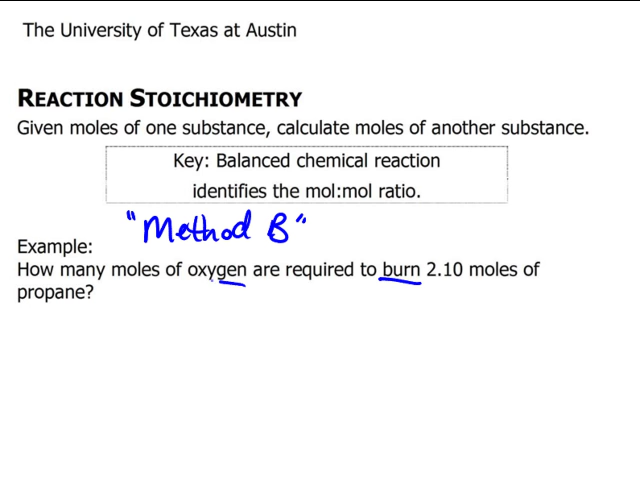 The University of Texas at Austin
REACTION STOICHIOMETRY
Given moles of one substance, calculate moles of another substance.
Key: Balanced chemical reaction
identifies the mol:mol ratio.
"Method B"
Example:
How many moles of oxygen are required to burn 2.10 moles of
propane?